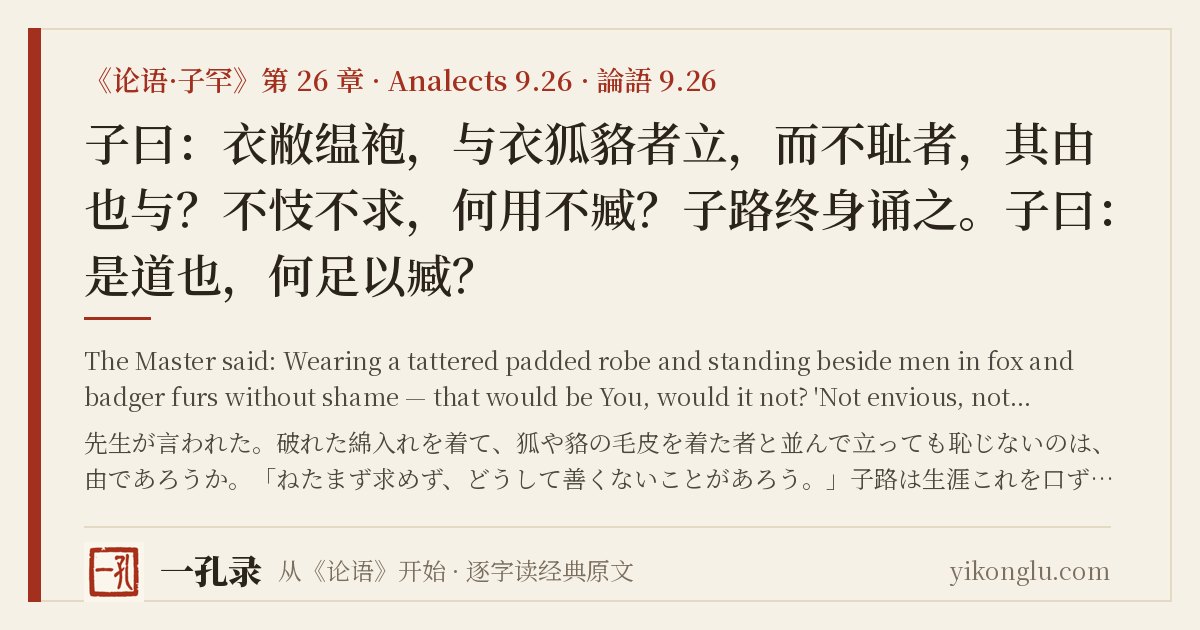 《论语·子罕》第 26 章 · Analects 9.26 · 論語 9.26
子曰：衣敝缊袍，与衣狐貉者立，而不耻者，其由
也与？不忮不求，何用不臧？子路终身诵之。子曰：
是道也，何足以臧？
The Master said: Wearing a tattered padded robe and standing beside men in fox and
badger furs without shame — that would be You, would it not? 'Not envious, not…
先生が言われた。破れた綿入れを着て、狐や貉の毛皮を着た者と並んで立っても恥じないのは、
由であろうか。「ねたまず求めず、どうして善くないことがあろう。」子路は生涯これを口ず…
一孔
一孔录 从《论语》开始 · 逐字读经典原文 yikonglu.com